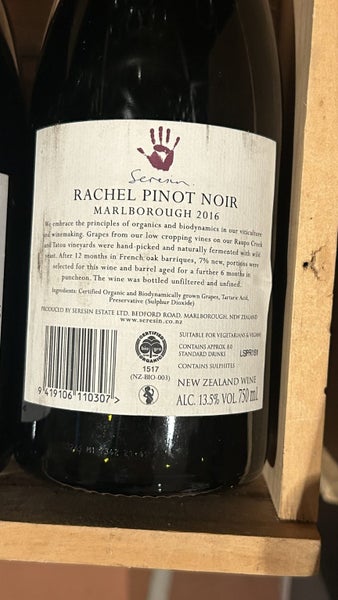 Seresin
RACHEL PINOT NOIR
MARLBOROUGH 2016
We embrace the principles of organics and biodynamics in our viticulture
and winemaking. Grapes from our low cropping vines on our Raupo Creek
and Tatou vineyards were hand-picked and naturally fermented with wild
yeast. After 12 months in French oak barriques, 7% new, portions were
selected for this wine and barrel aged for a further 6 months in
puncheon. The wine was bottled unfiltered and unfined.
Ingredients: Certified Organic and Biodynamically grown Grapes, Tartaric Acid,
Preservative (Sulphur Dioxide)
PRODUCED BY SERESIN ESTATE LTD, BEDFORD ROAD, MARLBOROUGH, NEW ZEALAND
www.seresin.co.nz
CERTIFIED
ORGANIC
1517
(NZ-BIO-003)
SUITABLE FOR VEGETARIANS & VEGANS
CONTAINS APPROX 8.0
STANDARD DRINKS
CONTAINS SULPHITES
NEW ZEALAND WINE
ALC. 13.5% VOL 750 mL
9 419106 110307 >